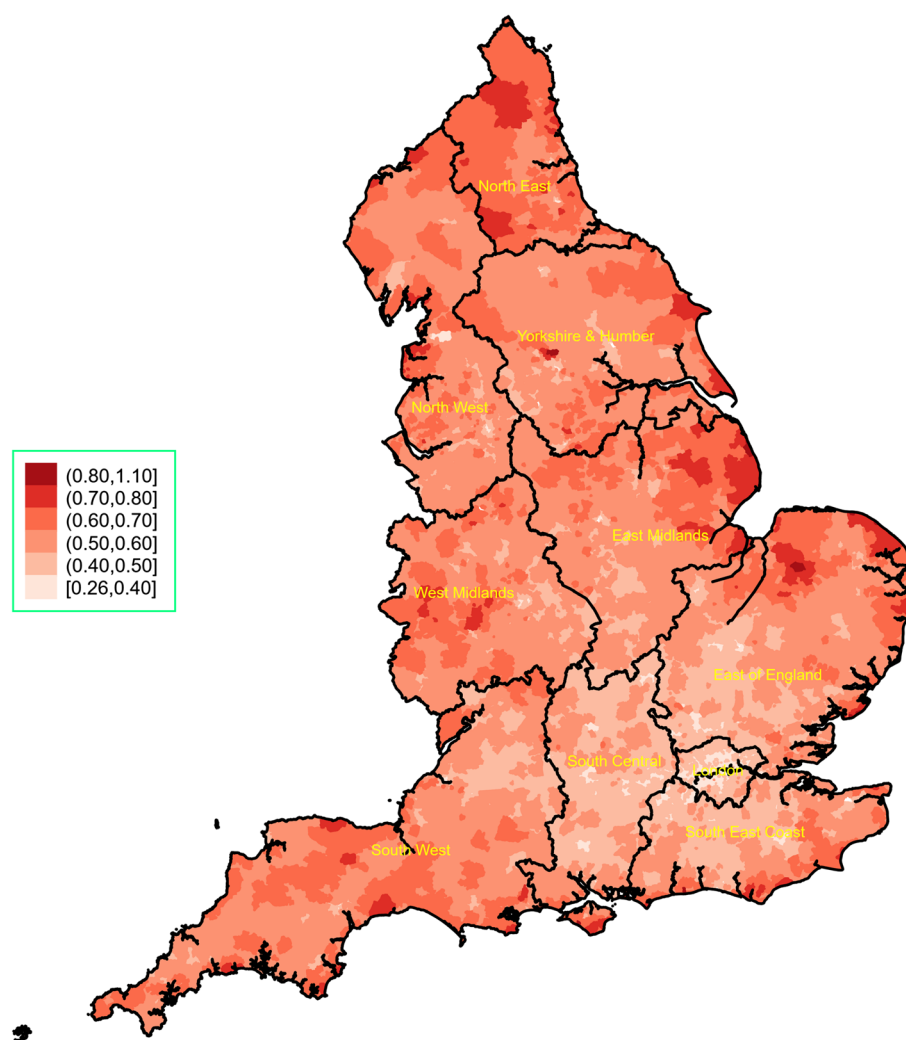 North East
Yorkshire & Humber
North West
(0.80,1.10]
(0.70,0.80]
(0.60,0.70]
(0.50,0.60]
(0.40,0.50]
[0.26,0.40]
East Midlands
West Midlands
East of England
South Central
London
South East Coast
South West